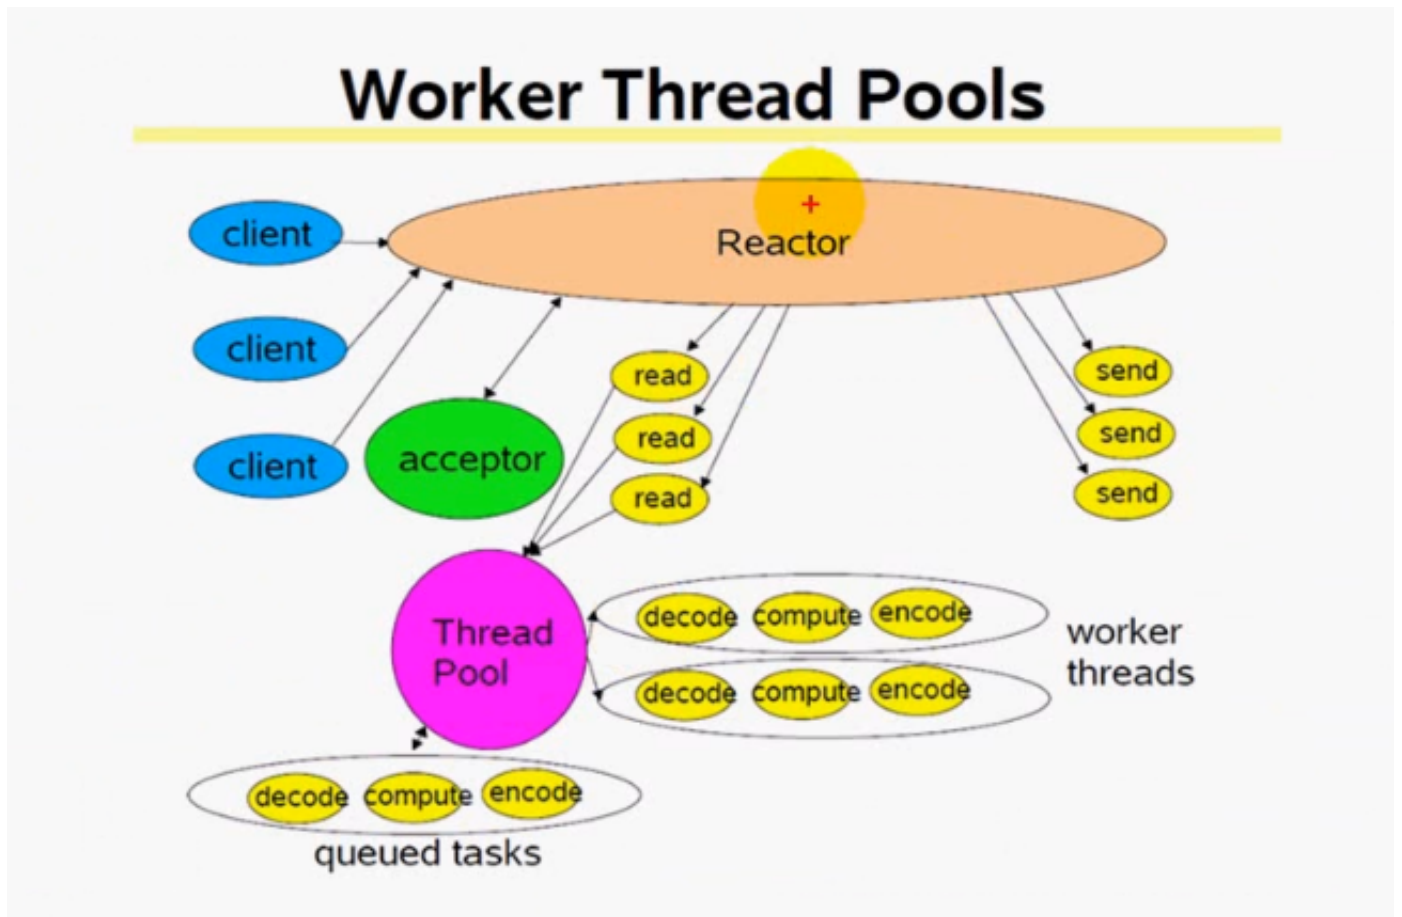 Worker Thread Pools
client
Reactor
client
client
acceptor
read
read
read
send
send
send
Thread
Pool
decode compute encode
decode compute encode
worker
threads
decode compute encode
queued tasks